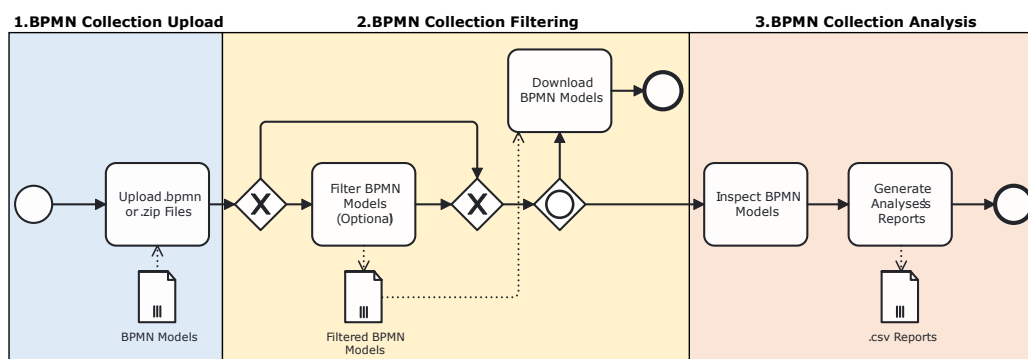 1.BPMN Collection Upload
2.BPMN Collection Filtering
3.BPMN Collection Analysis
Download
BPMN Models
Upload .bpmn
or .zip Files
X
Filter BPMN
Models
(Optional)
X
Inspect BPMN
Models
Generate
Analyses's
Reports
BPMN Models
Filtered BPMN
Models
.csv Reports